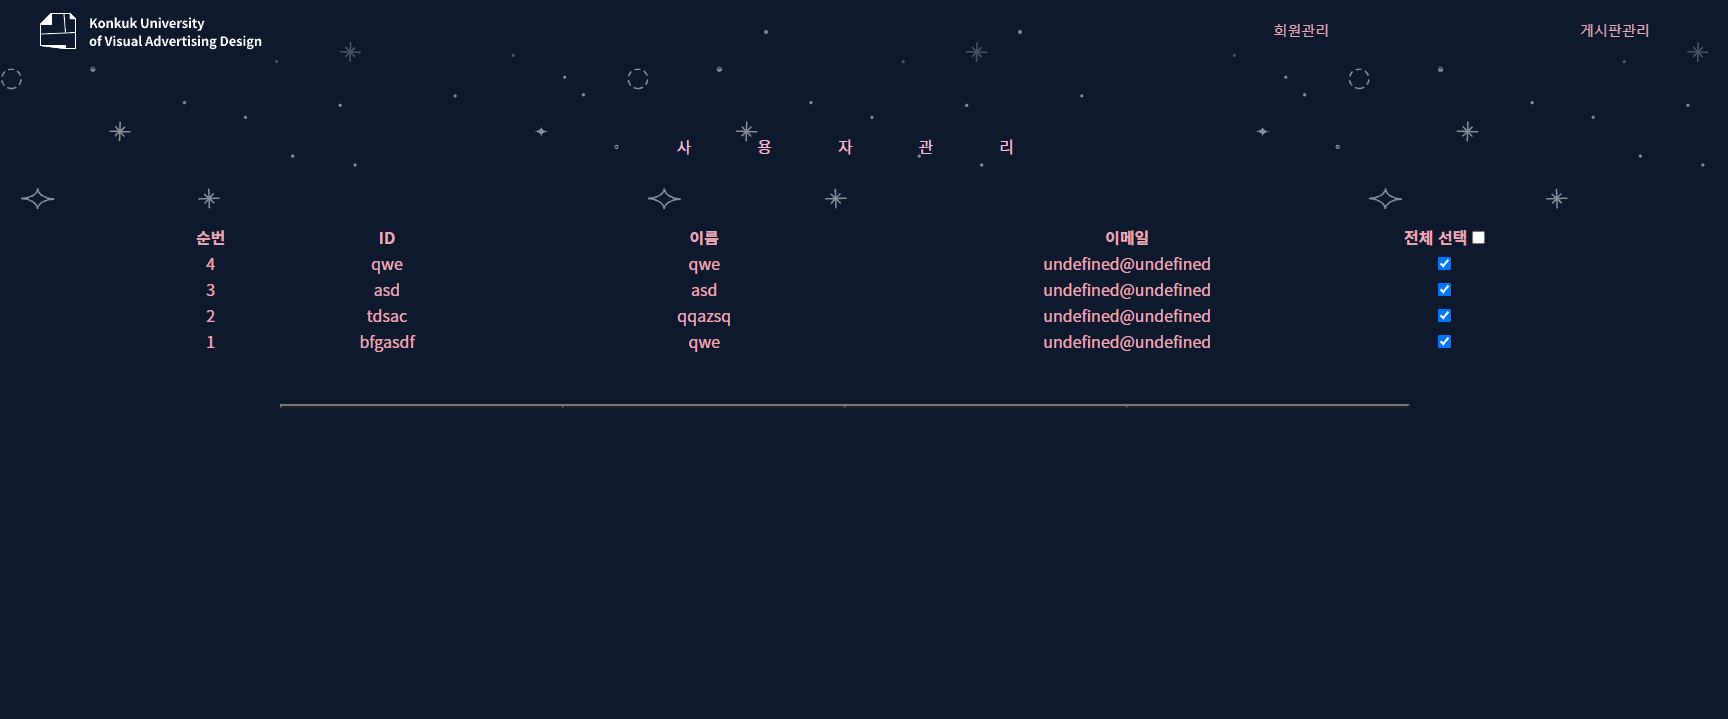 Konkuk University
of Visual Advertising Design
회원관리 게시판관리
사 용 자 관 리
순번 ID 이름 이메일 전체 선택
4 qwe qwe undefined@undefined
3 asd asd undefined@undefined
2 tdsac qqazsq undefined@undefined
1 bfgasdf qwe undefined@undefined